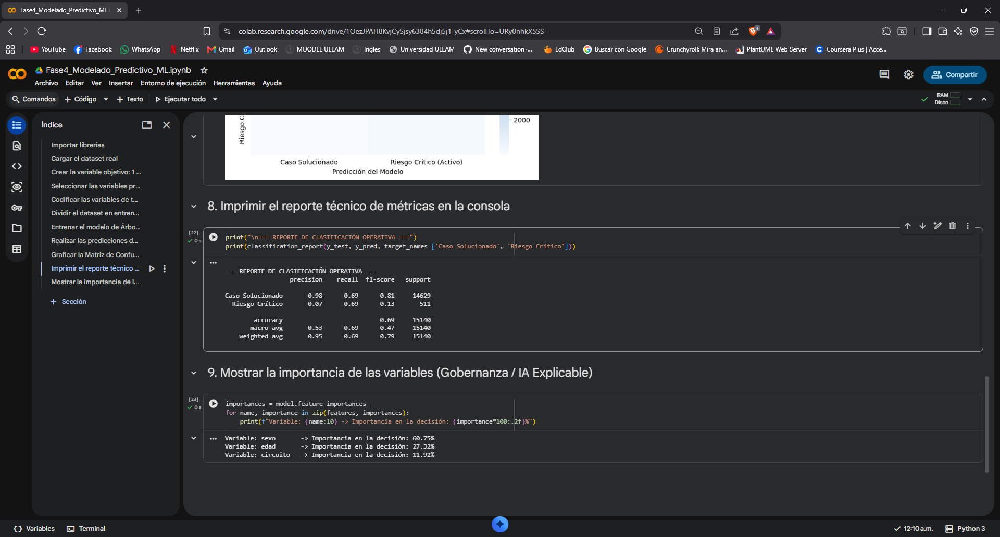 Fase4_Modelado_Predictivo_ML.i
colab.research.google.com/drive/1OezJPAH8KvjCySjsy6384h5dj5j1-yCx#scrollTo=URy0nhkX5SS-
4
YouTube Facebook WhatsApp Netflix Gmail Outlook MOODLE ULEAM Ingles Universidad ULEAM New conversation -... EdClub Buscar con Google Crunchyroll: Mira an... PlantUML Web Server Coursera Plus | Acce...
Fase4_Modelado_Predictivo_ML.ipynb
Archivo Editar Ver Insertar Entorno de ejecución Herramientas Ayuda
Compartir
Comandos + Código + Texto Ejecutar todo
RAM
Disco
Índice
Importar librerias
Cargar el dataset real
Crear la variable objetivo: 1 ...
Seleccionar las variables pr...
Codificar las variables de t...
Dividir el dataset en entren...
Entrenar el modelo de Árbo...
Realizar las predicciones d...
Graficar la Matriz de Confu...
Imprimir el reporte técnico ...
Mostrar la importancia de l...
+ Sección
Riesgo C
2000
Caso Solucionado Riesgo Crítico (Activo)
Predicción del Modelo
8. Imprimir el reporte técnico de métricas en la consola
[22]
0 s
print("\n=== REPORTE DE CLASIFICACIÓN OPERATIVA ===")
print(classification_report(y_test, y_pred, target_names=['Caso Solucionado', 'Riesgo Crítico']))
=== REPORTE DE CLASIFICACIÓN OPERATIVA ===
precision recall f1-score support
Caso Solucionado 0.98 0.69 0.81 14629
Riesgo Crítico 0.07 0.69 0.13 511
accuracy 0.69 15140
macro avg 0.53 0.69 0.47 15140
weighted avg 0.95 0.69 0.79 15140
9. Mostrar la importancia de las variables (Gobernanza / IA Explicable)
[23]
0 s
importances = model.feature_importances_
for name, importance in zip(features, importances):
print(f"Variable: {name:10} -> Importancia en la decisión: {importance*100:.2f}%")
Variable: sexo -> Importancia en la decisión: 60.75%
Variable: edad -> Importancia en la decisión: 27.32%
Variable: circuito -> Importancia en la decisión: 11.92%
Variables Terminal
12:10 a.m. Python 3